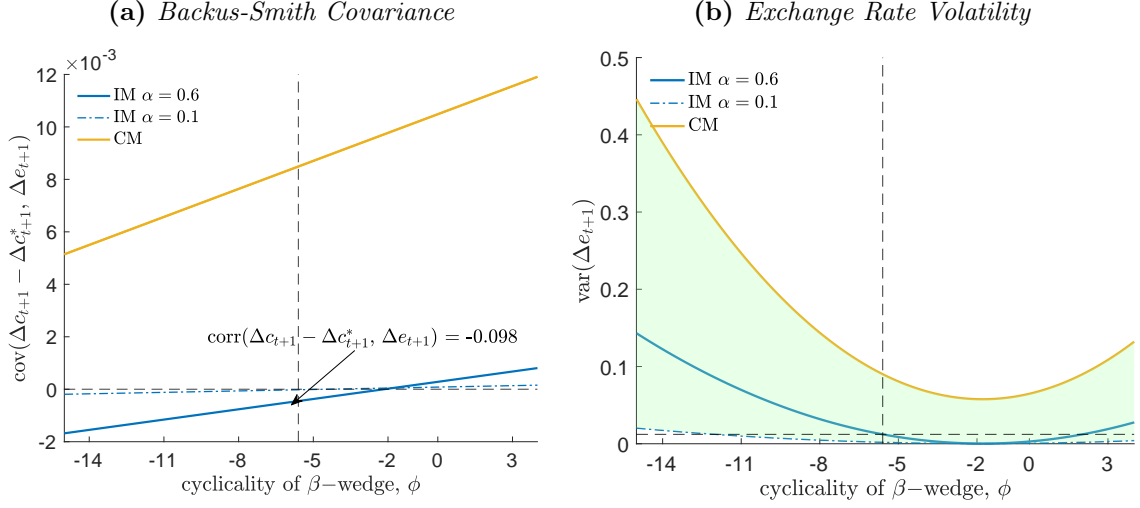 (a) Backus-Smith Covariance
×10⁻³
12
10
8
6
4
2
0
-2
-14
-11
-8
-5
-2
0
3
cov(Δc_{t+1} − Δc*_{t+1}, Δe_{t+1})
cyclicality of β−wedge, ϕ
IM α = 0.6
IM α = 0.1
CM
corr(Δc_{t+1} − Δc*_{t+1}, Δe_{t+1}) = -0.098
(b) Exchange Rate Volatility
0.5
0.4
0.3
0.2
0.1
0
-14
-11
-8
-5
-2
0
3
var(Δe_{t+1})
cyclicality of β−wedge, ϕ
IM α = 0.6
IM α = 0.1
CM